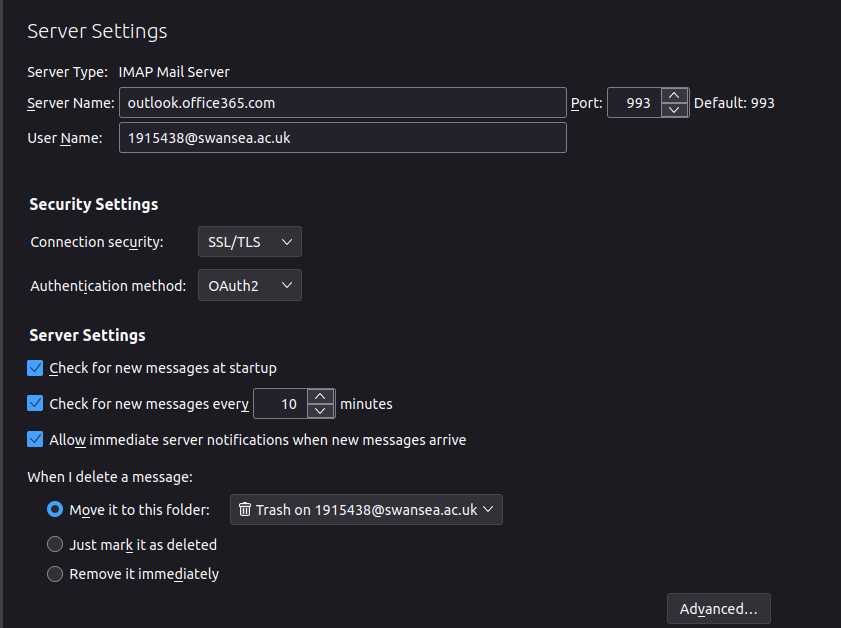 Server Settings
Server Type: IMAP Mail Server
Server Name: outlook.office365.com Port: 993 Default: 993
User Name: 1915438@swansea.ac.uk
Security Settings
Connection security: SSL/TLS
Authentication method: OAuth2
Server Settings
Check for new messages at startup
Check for new messages every 10 minutes
Allow immediate server notifications when new messages arrive
When I delete a message:
Move it to this folder: Trash on 1915438@swansea.ac.uk
Just mark it as deleted
Remove it immediately
Advanced...